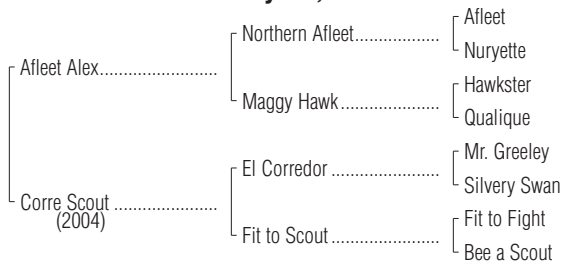 Afleet
Northern Afleet..................
Nuryette
Afleet Alex.........................
Hawkster
Maggy Hawk.....................
Qualique
Mr. Greeley
El Corredor .......................
Silvery Swan
Corre Scout ......................
(2004)
Fit to Fight
Fit to Scout.......................
Bee a Scout